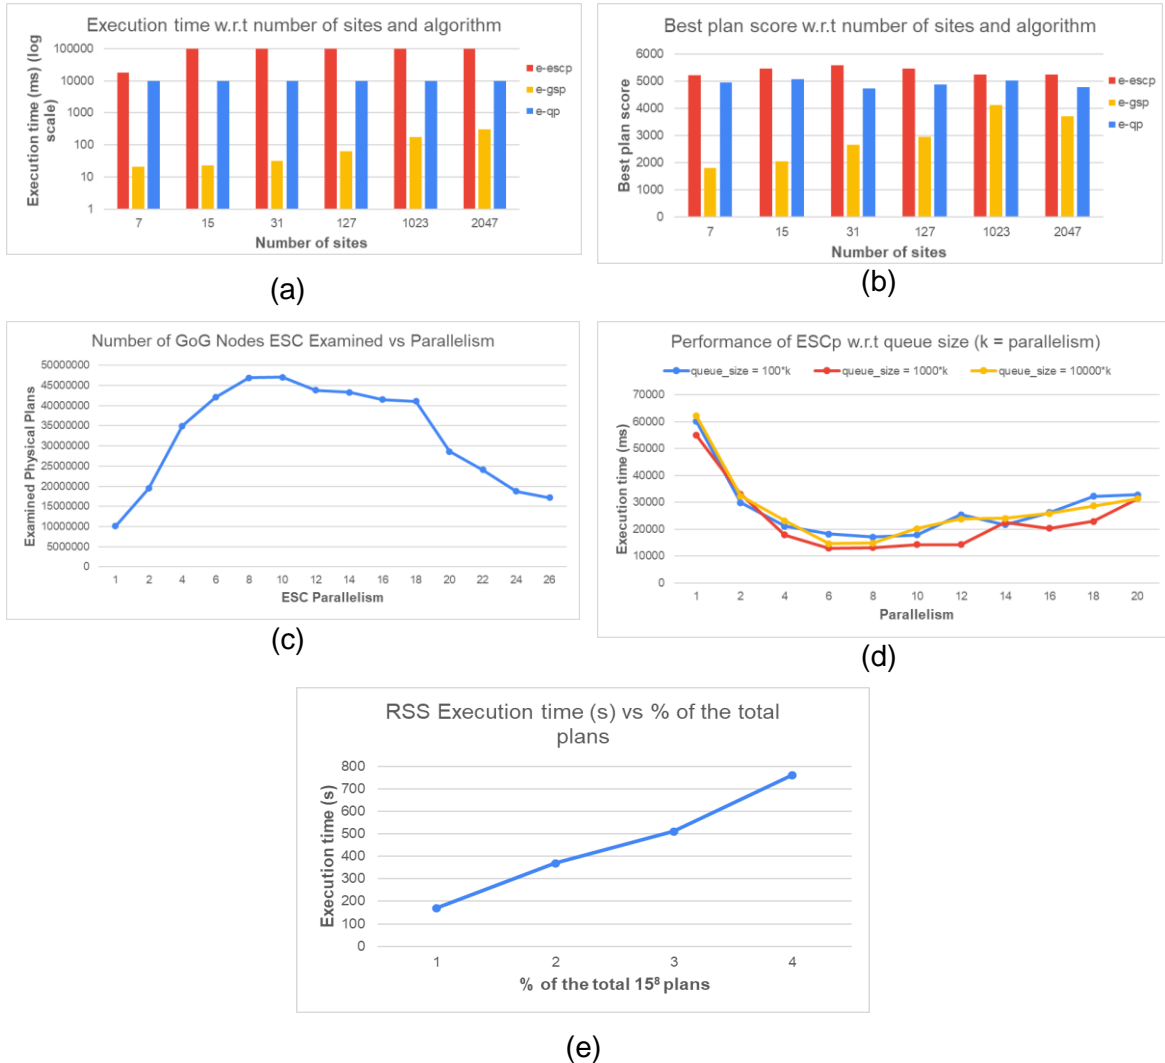 Execution time w.r.t number of sites and algorithm
Execution time (ms) (log
scale)
100000
10000
1000
100
10
1
7 15 31 127 1023 2047
Number of sites
e-escp
e-gsp
e-qp
(a)
Best plan score w.r.t number of sites and algorithm
Best plan score
6000
5000
4000
3000
2000
1000
0
7 15 31 127 1023 2047
Number of sites
e-escp
e-gsp
e-qp
(b)
Number of GoG Nodes ESC Examined vs Parallelism
Examined Physical Plans
50000000
45000000
40000000
35000000
30000000
25000000
20000000
15000000
10000000
5000000
0
1 2 4 6 8 10 12 14 16 18 20 22 24 26
ESC Parallelism
(c)
Performance of ESCp w.r.t queue size (k = parallelism)
queue_size = 100*k queue_size = 1000*k queue_size = 10000*k
Execution time (ms)
70000
60000
50000
40000
30000
20000
10000
0
1 2 4 6 8 10 12 14 16 18 20
Parallelism
(d)
RSS Execution time (s) vs % of the total
plans
Execution time (s)
800
700
600
500
400
300
200
100
0
1 2 3 4
% of the total 15⁸ plans
(e)